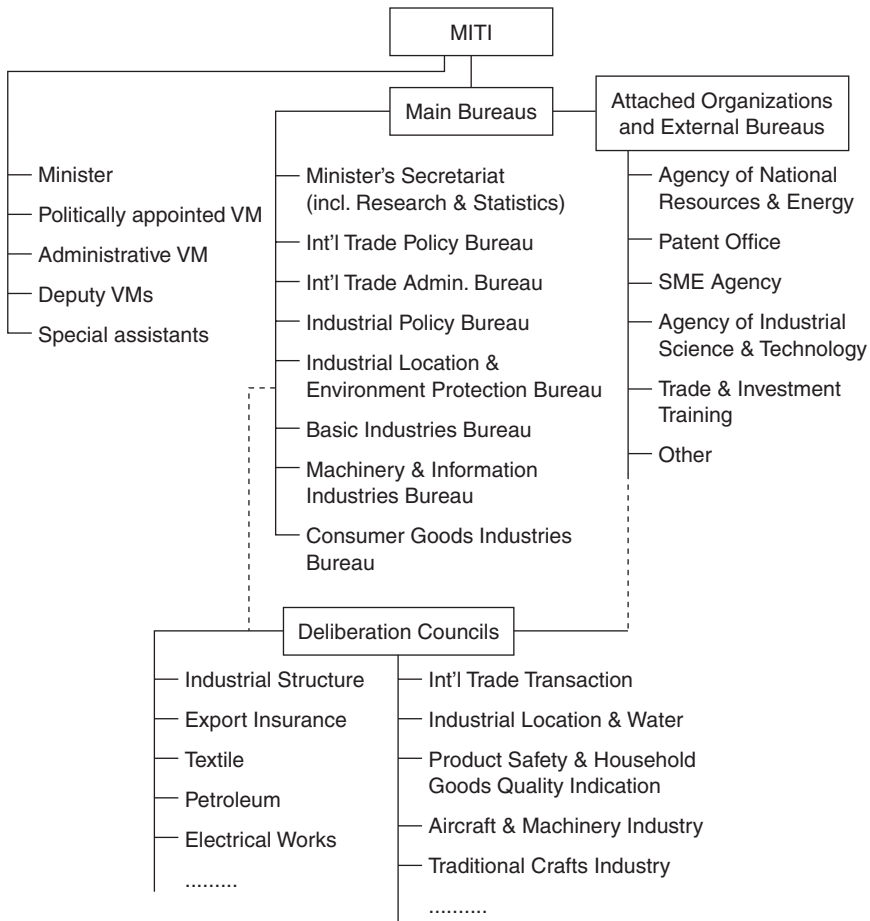 MITI
Main Bureaus
Attached Organizations
and External Bureaus
Minister
Politically appointed VM
Administrative VM
Deputy VMs
Special assistants
Minister’s Secretariat
(incl. Research & Statistics)
Int’l Trade Policy Bureau
Int’l Trade Admin. Bureau
Industrial Policy Bureau
Industrial Location &
Environment Protection Bureau
Basic Industries Bureau
Machinery & Information
Industries Bureau
Consumer Goods Industries
Bureau
Agency of National
Resources & Energy
Patent Office
SME Agency
Agency of Industrial
Science & Technology
Trade & Investment
Training
Other
Deliberation Councils
Industrial Structure
Export Insurance
Textile
Petroleum
Electrical Works
.........
Int’l Trade Transaction
Industrial Location & Water
Product Safety & Household
Goods Quality Indication
Aircraft & Machinery Industry
Traditional Crafts Industry
..........